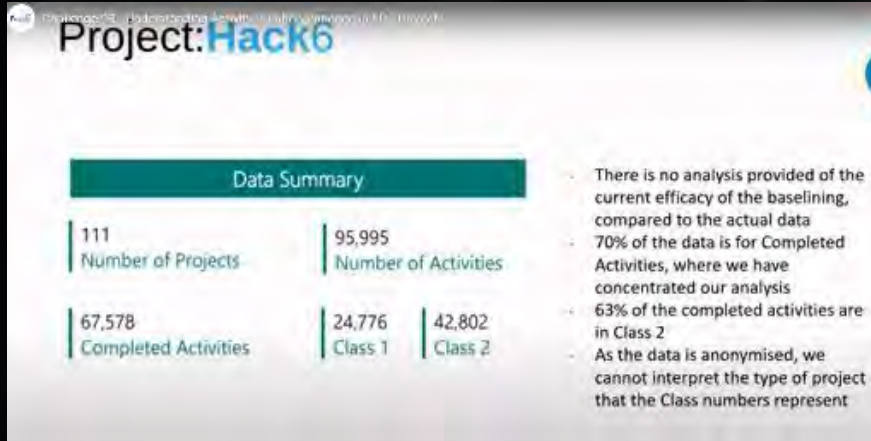 Project:Hack6
Data Summary
111
Number of Projects
95,995
Number of Activities
67,578
Completed Activities
24,776
Class 1
42,802
Class 2
There is no analysis provided of the
current efficacy of the baselining,
compared to the actual data
70% of the data is for Completed
Activities, where we have
concentrated our analysis
63% of the completed activities are
in Class 2
As the data is anonymised, we
cannot interpret the type of project
that the Class numbers represent